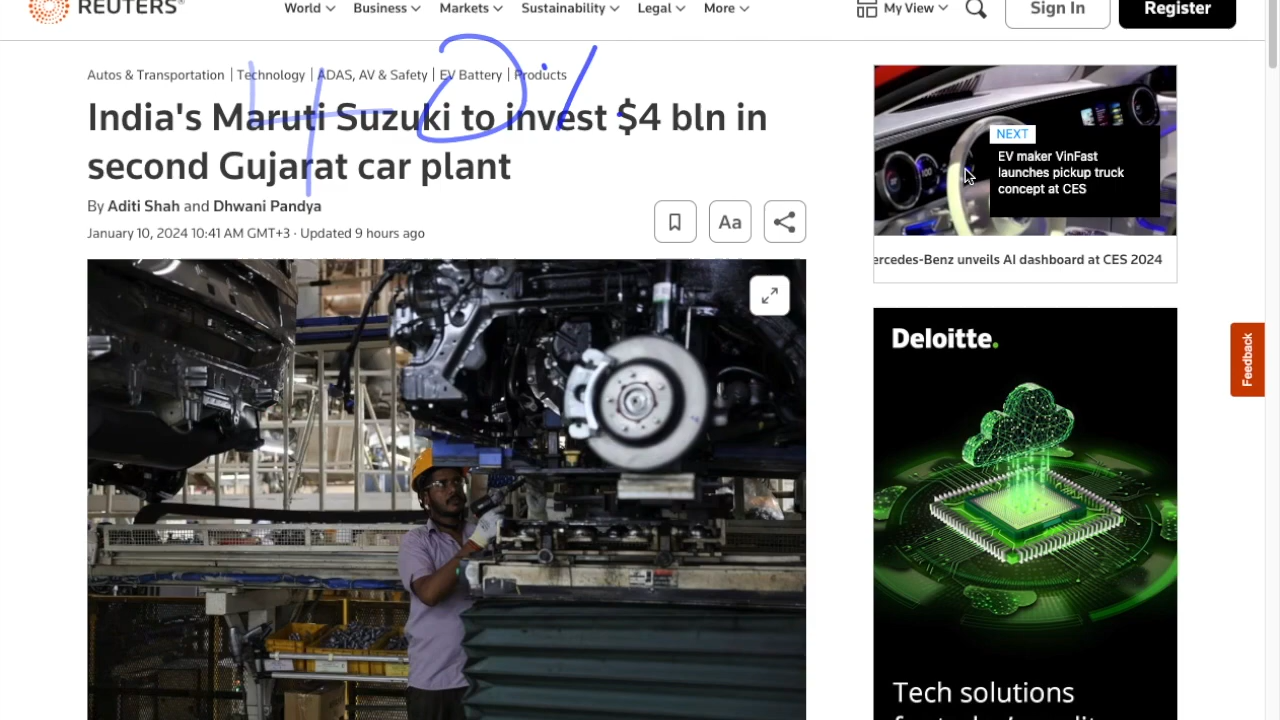 REUTERS®
World Business Markets Sustainability Legal More
My View
Sign In
Register
Autos & Transportation | Technology | ADAS, AV & Safety | EV Battery | Products
40%
India's Maruti Suzuki to invest $4 bln in
second Gujarat car plant
By Aditi Shah and Dhwani Pandya
January 10, 2024 10:41 AM GMT+3 · Updated 9 hours ago
Aa
NEXT
EV maker VinFast
launches pickup truck
concept at CES
ercedes-Benz unveils AI dashboard at CES 2024
Deloitte.
Tech solutions
Feedback